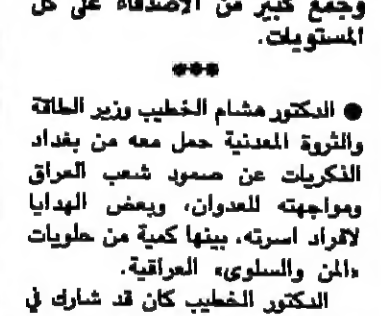 وجمع كبير من الأصدقاء على كل
المستويات.
***
● الدكتور هشام الخطيب وزير الطاقة
والثروة المعدنية حمل معه من بغداد
الذكريات عن صمود شعب العراق
ومواجهته للعدوان، وبعض الهدايا
لافراد اسرته، بينها كمية من حلويات
«المن والسلوى» العراقية.
الدكتور الخطيب كان قد شارك في